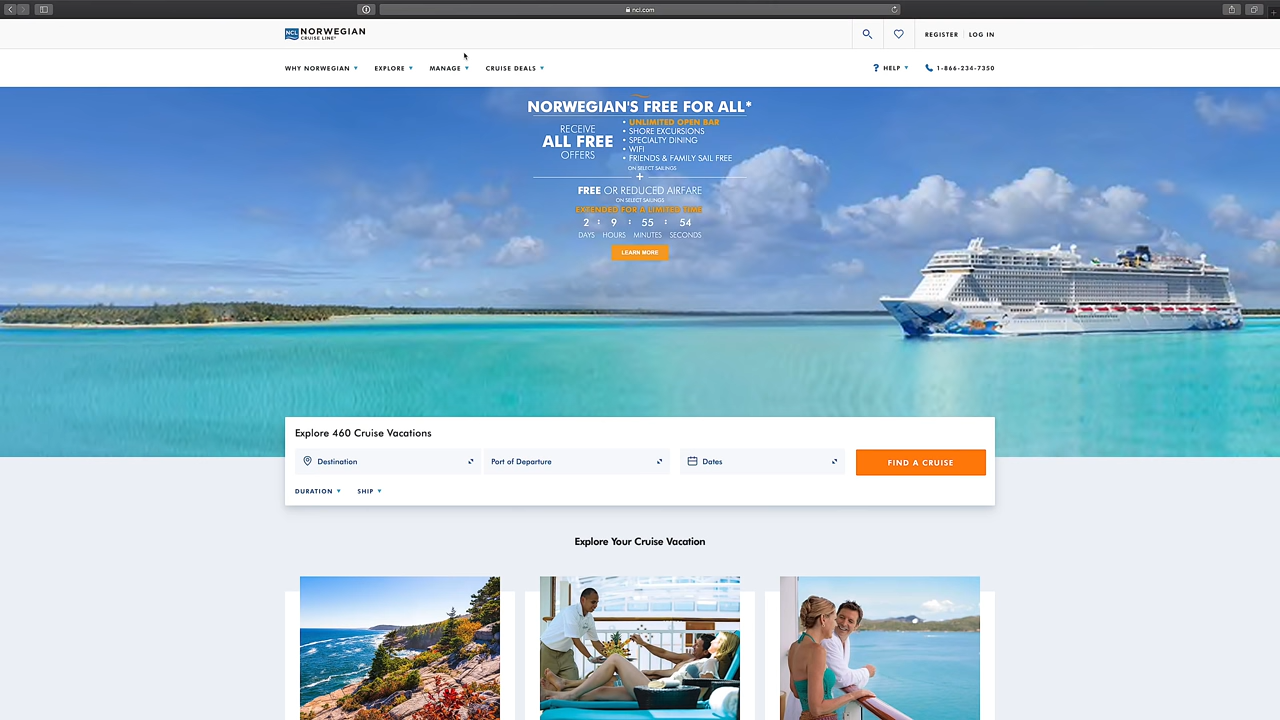 ncl.com
NCL NORWEGIAN
CRUISE LINE®
REGISTER LOG IN
WHY NORWEGIAN EXPLORE MANAGE CRUISE DEALS
? HELP 1-866-234-7350
NORWEGIAN'S FREE FOR ALL*
RECEIVE
ALL FREE
OFFERS
• UNLIMITED OPEN BAR
• SHORE EXCURSIONS
• SPECIALTY DINING
• WIFI
• FRIENDS & FAMILY SAIL FREE
ON SELECT SAILINGS
+
FREE OR REDUCED AIRFARE
ON SELECT SAILINGS
EXTENDED FOR A LIMITED TIME
2 : 9 : 55 : 54
DAYS HOURS MINUTES SECONDS
LEARN MORE
Explore 460 Cruise Vacations
Destination Port of Departure Dates FIND A CRUISE
DURATION SHIP
Explore Your Cruise Vacation